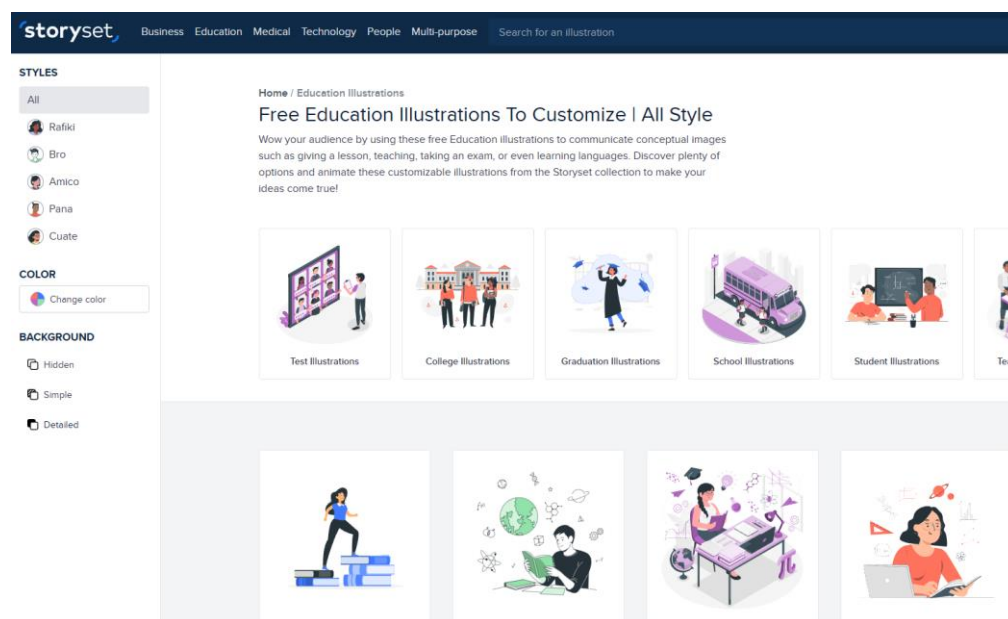 storyset
Business Education Medical Technology People Multi-purpose Search for an illustration
STYLES
All
Rafiki
Bro
Amico
Pana
Cuate
COLOR
Change color
BACKGROUND
Hidden
Simple
Detailed
Home / Education Illustrations
Free Education Illustrations To Customize | All Style
Wow your audience by using these free Education illustrations to communicate conceptual images
such as giving a lesson, teaching, taking an exam, or even learning languages. Discover plenty of
options and animate these customizable illustrations from the Storyset collection to make your
ideas come true!
Test Illustrations
College Illustrations
Graduation Illustrations
School Illustrations
Student Illustrations